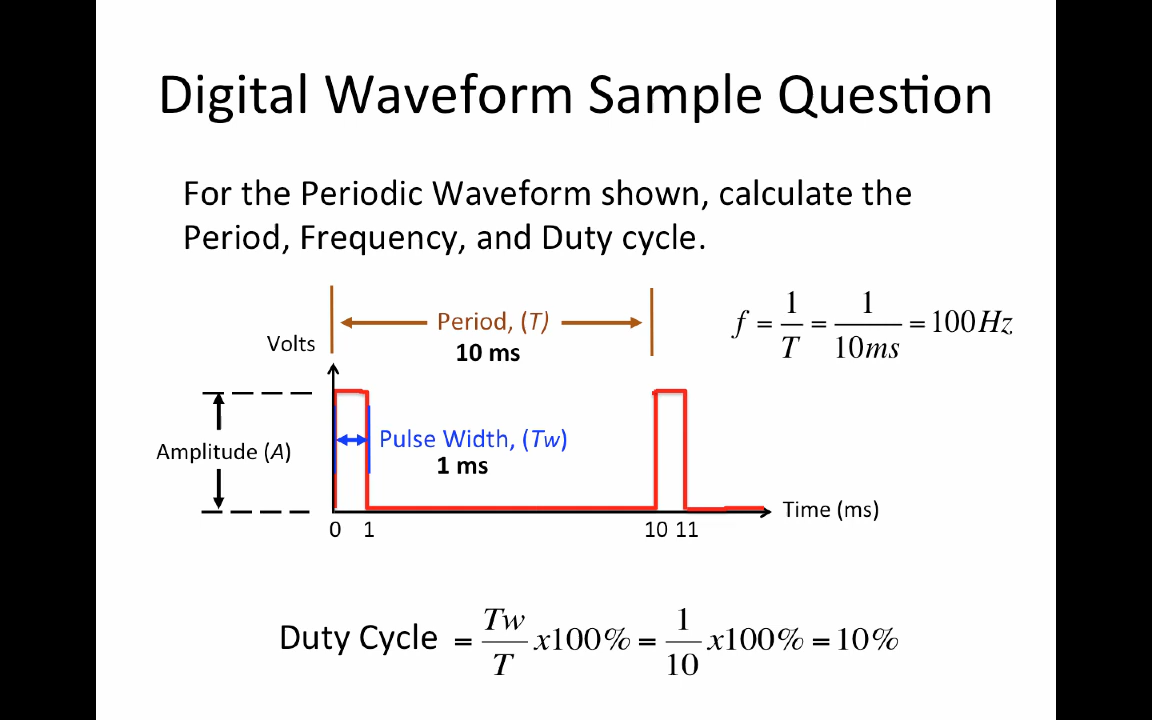 Digital Waveform Sample Question
For the Periodic Waveform shown, calculate the
Period, Frequency, and Duty cycle.
Period, (T)
10 ms
f = 1/T = 1/10ms = 100Hz
Volts
Amplitude (A)
Pulse Width, (Tw)
1 ms
Time (ms)
0 1 10 11
Duty Cycle = Tw/T x100% = 1/10 x100% = 10%